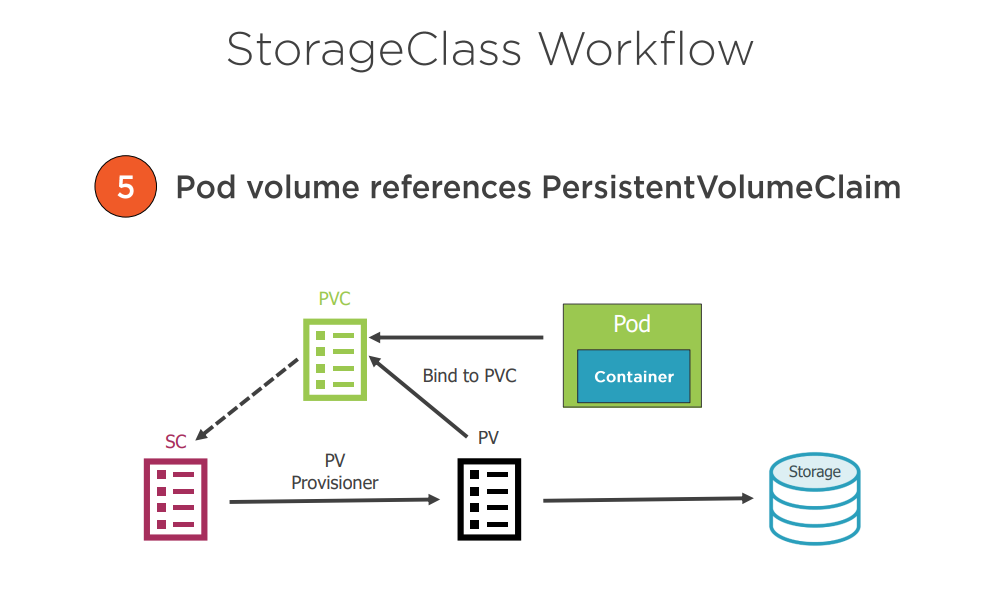 StorageClass Workflow
5
Pod volume references PersistentVolumeClaim
PVC
Pod
Container
Bind to PVC
SC
PV
Provisioner
PV
Storage